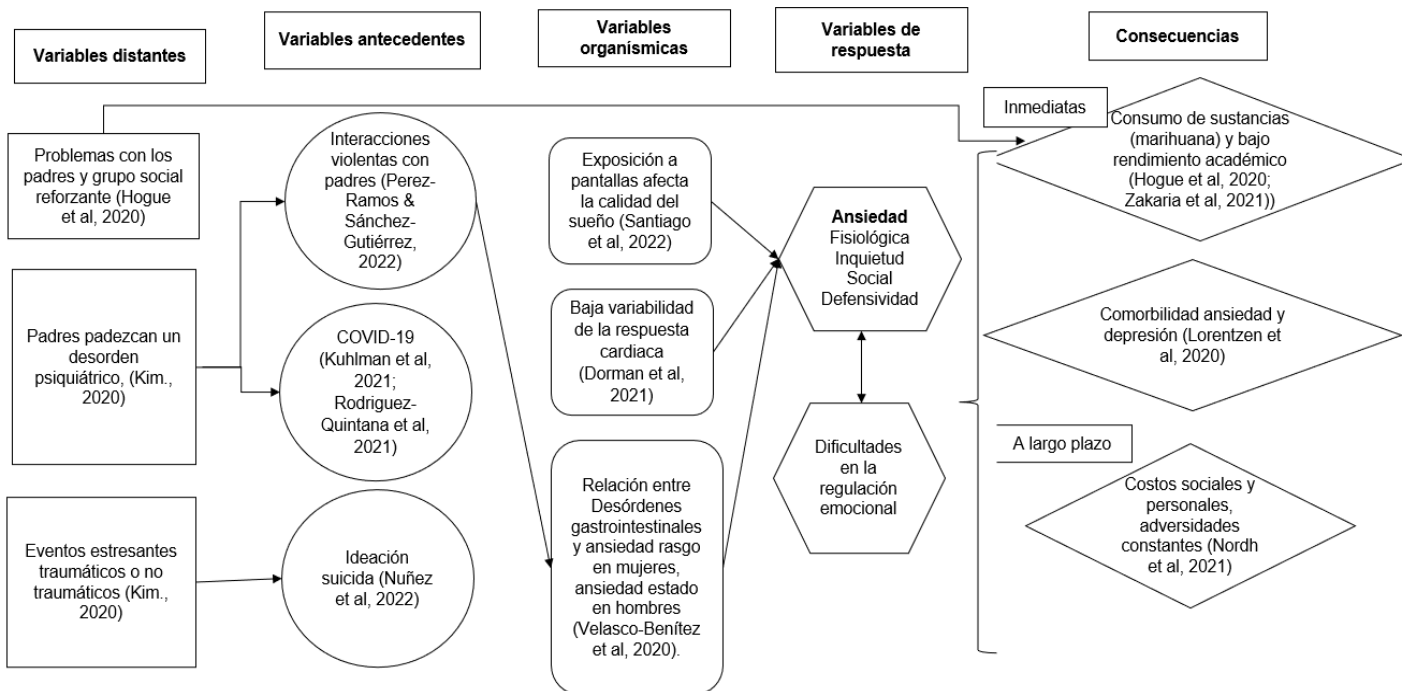 Variables distantes
Variables antecedentes
Variables
organísmicas
Variables de
respuesta
Consecuencias
Problemas con los
padres y grupo social
reforzante (Hogue
et al, 2020)
Padres padezcan un
desorden
psiquiátrico, (Kim.,
2020)
Eventos estresantes
traumáticos o no
traumáticos (Kim.,
2020)
Interacciones
violentas con
padres (Perez-
Ramos &
Sánchez-
Gutiérrez,
2022)
COVID-19
(Kuhlman et al,
2021;
Rodriguez-
Quintana et al,
2021)
Ideación
suicida (Nuñez
et al, 2022)
Exposición a
pantallas afecta
la calidad del
sueño (Santiago
et al, 2022)
Baja variabilidad
de la respuesta
cardiaca
(Dorman et al,
2021)
Relación entre
Desórdenes
gastrointestinales
y ansiedad rasgo
en mujeres,
ansiedad estado
en hombres
(Velasco-Benítez
et al, 2020).
Ansiedad
Fisiológica
Inquietud
Social
Defensividad
Dificultades
en la
regulación
emocional
Inmediatas
Consumo de
sustancias
(marihuana) y bajo
rendimiento académico
(Hogue et al, 2020;
Zakaria et al, 2021))
Comorbilidad ansiedad y
depresión (Lorentzen et
al, 2020)
A largo plazo
Costos sociales y
personales,
adversidades
constantes (Nordh
et al, 2021)